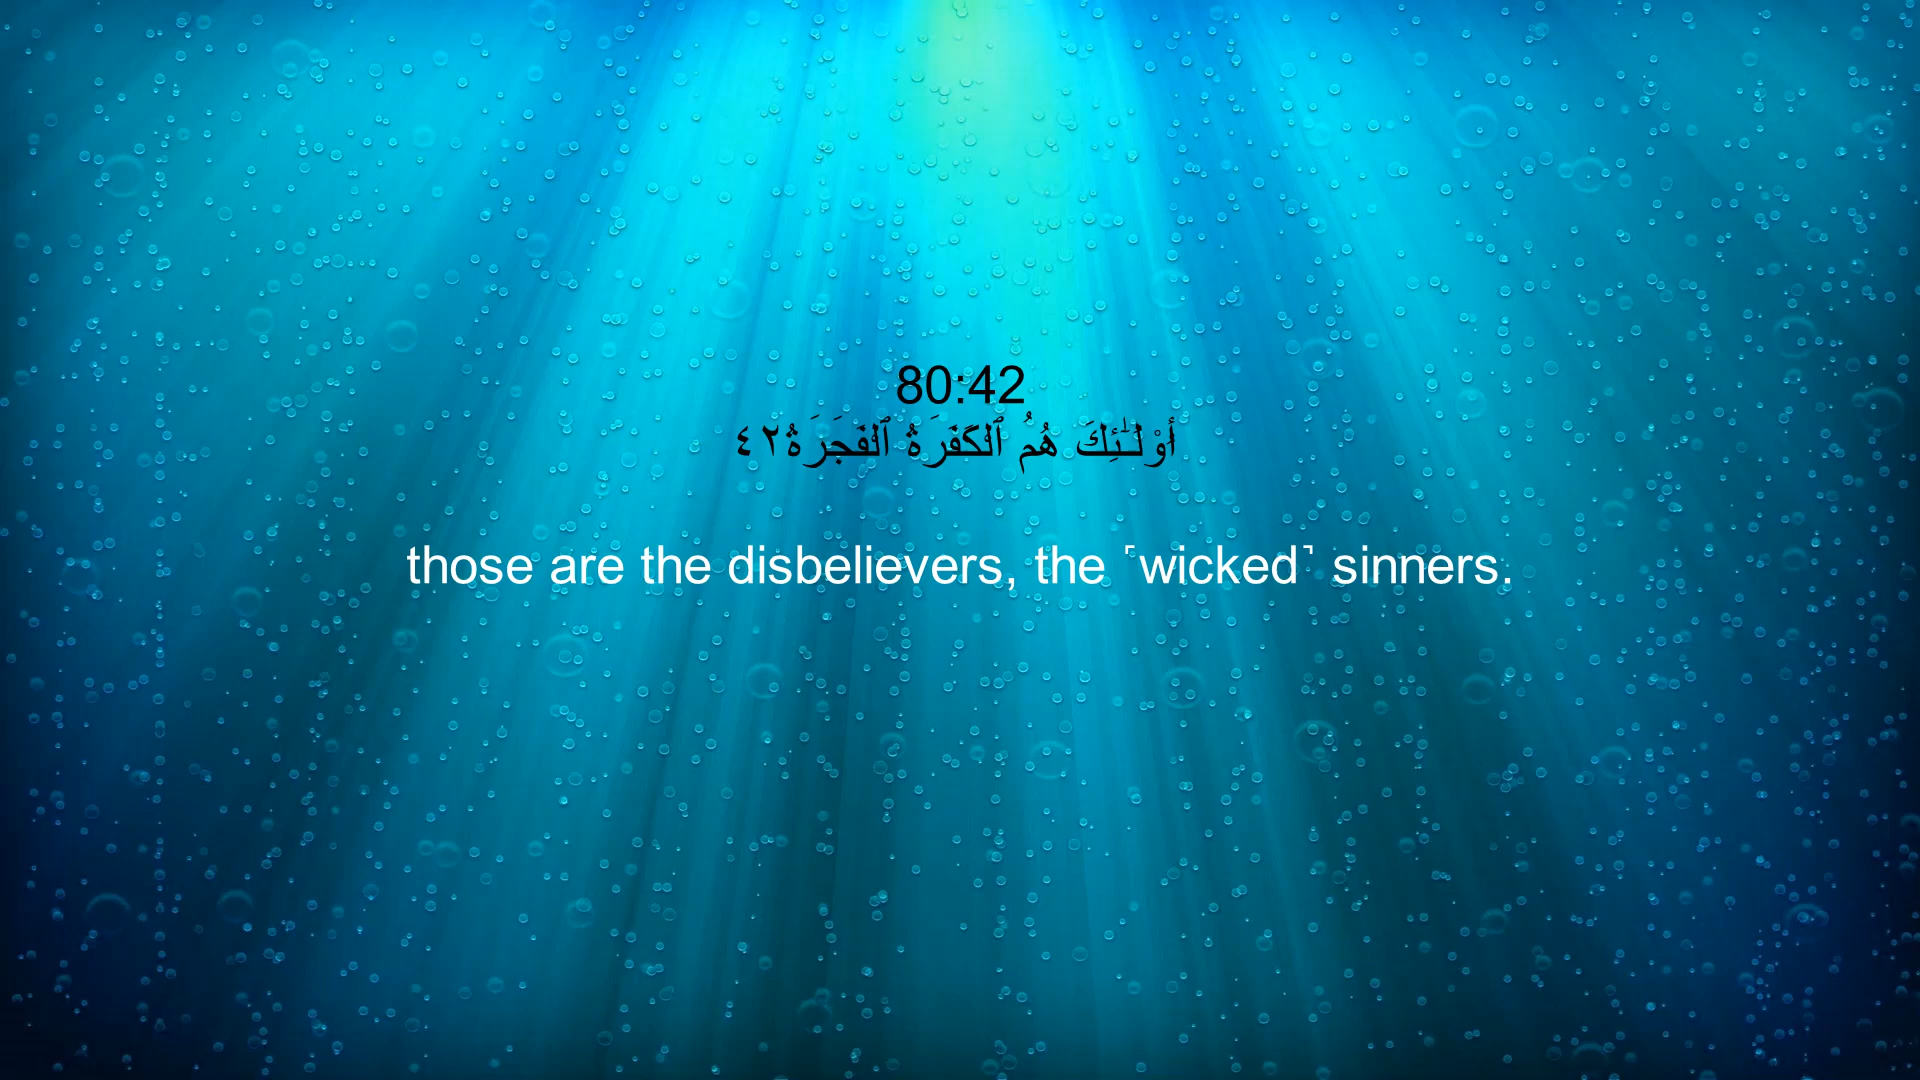 80:42
أُو۟لَـٰٓئِكَ هُمُ ٱلْكَفَرَةُ ٱلْفَجَرَةُ٤٢
those are the disbelievers, the ˹wicked˺ sinners.